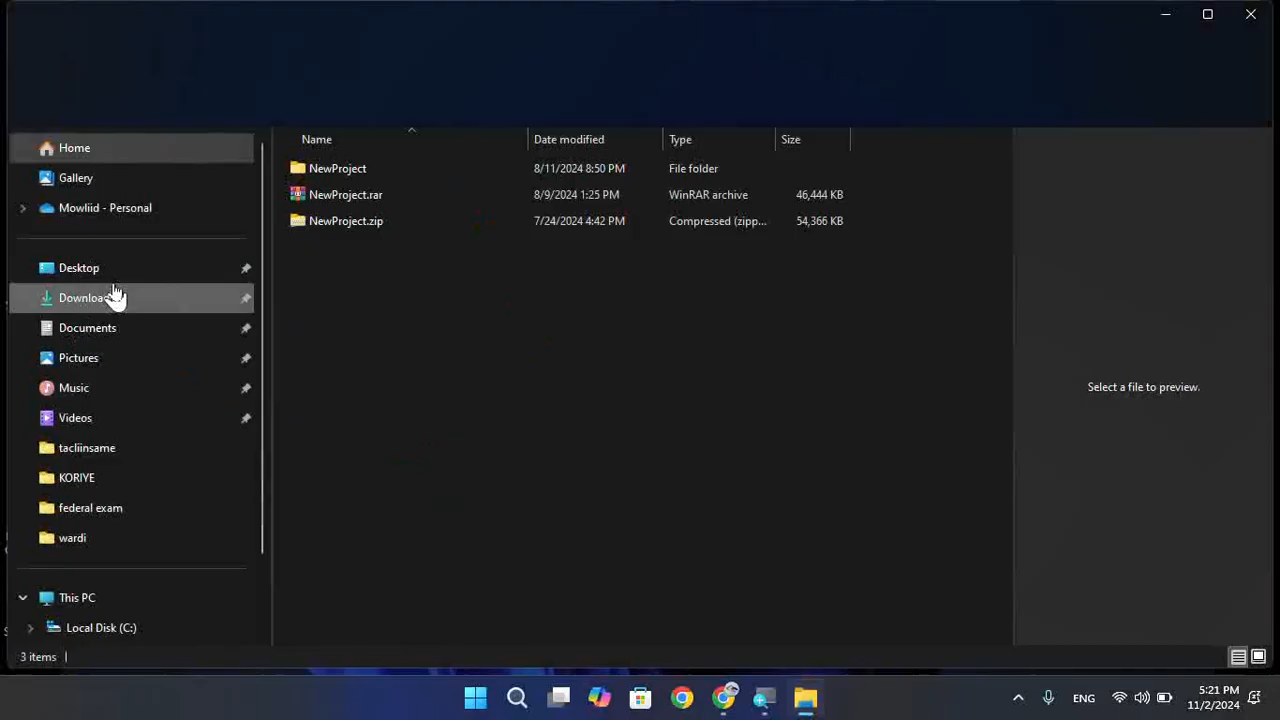 Name Date modified Type Size
Home
Gallery
Mowliid - Personal
Desktop
Documents
Pictures
Music
Videos
tacliinsame
KORIYE
federal exam
wardi
This PC
Local Disk (C:)
NewProject 8/11/2024 8:50 PM File folder
NewProject.rar 8/9/2024 1:25 PM WinRAR archive 46,444 KB
NewProject.zip 7/24/2024 4:42 PM Compressed (zipp... 54,366 KB
Select a file to preview.
3 items
ENG
5:21 PM
11/2/2024